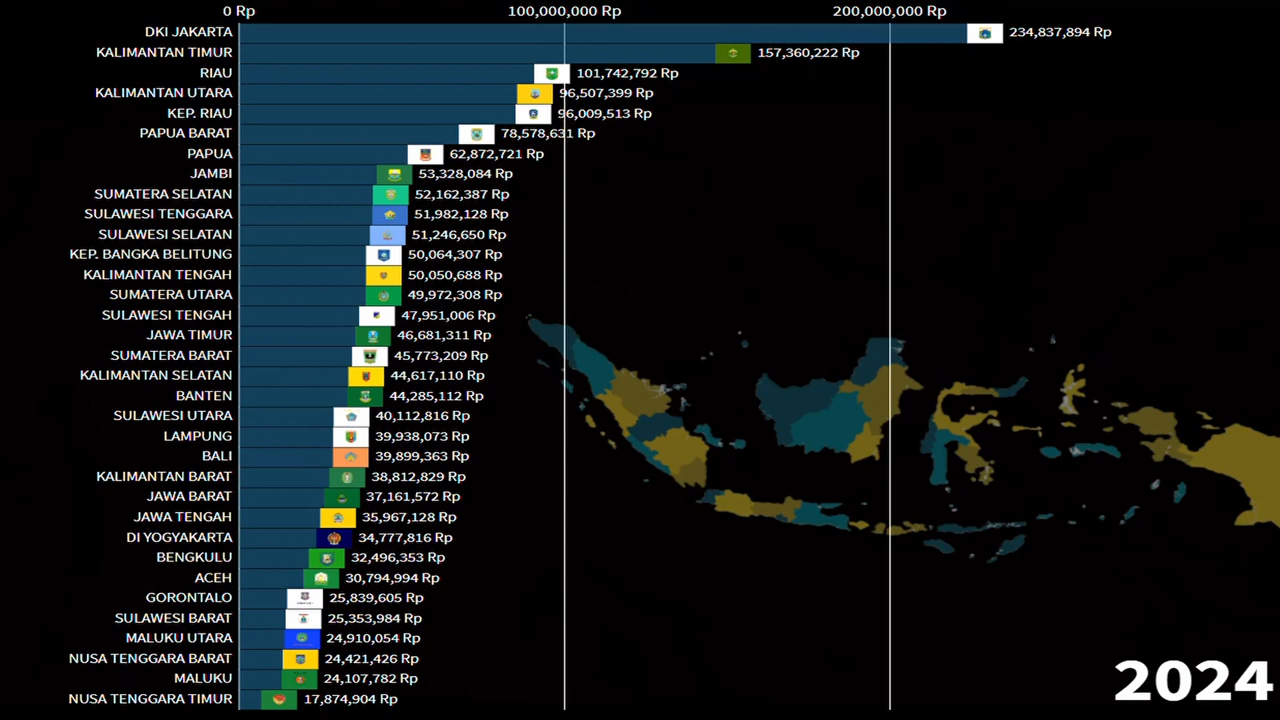 0 Rp 100,000,000 Rp 200,000,000 Rp
DKI JAKARTA 234,837,894 Rp
KALIMANTAN TIMUR 157,360,222 Rp
RIAU 101,742,792 Rp
KALIMANTAN UTARA 96,507,399 Rp
KEP. RIAU 96,009,513 Rp
PAPUA BARAT 78,578,631 Rp
PAPUA 62,872,721 Rp
JAMBI 53,328,084 Rp
SUMATERA SELATAN 52,162,387 Rp
SULAWESI TENGGARA 51,982,128 Rp
SULAWESI SELATAN 51,246,650 Rp
KEP. BANGKA BELITUNG 50,064,307 Rp
KALIMANTAN TENGAH 50,050,688 Rp
SUMATERA UTARA 49,972,308 Rp
SULAWESI TENGAH 47,951,006 Rp
JAWA TIMUR 46,681,311 Rp
SUMATERA BARAT 45,773,209 Rp
KALIMANTAN SELATAN 44,617,110 Rp
BANTEN 44,285,112 Rp
SULAWESI UTARA 40,112,816 Rp
LAMPUNG 39,938,073 Rp
BALI 39,899,363 Rp
KALIMANTAN BARAT 38,812,829 Rp
JAWA BARAT 37,161,572 Rp
JAWA TENGAH 35,967,128 Rp
DI YOGYAKARTA 34,777,816 Rp
BENGKULU 32,496,353 Rp
ACEH 30,794,994 Rp
GORONTALO 25,839,605 Rp
SULAWESI BARAT 25,353,984 Rp
MALUKU UTARA 24,910,054 Rp
NUSA TENGGARA BARAT 24,421,426 Rp
MALUKU 24,107,782 Rp
NUSA TENGGARA TIMUR 17,874,904 Rp
2024